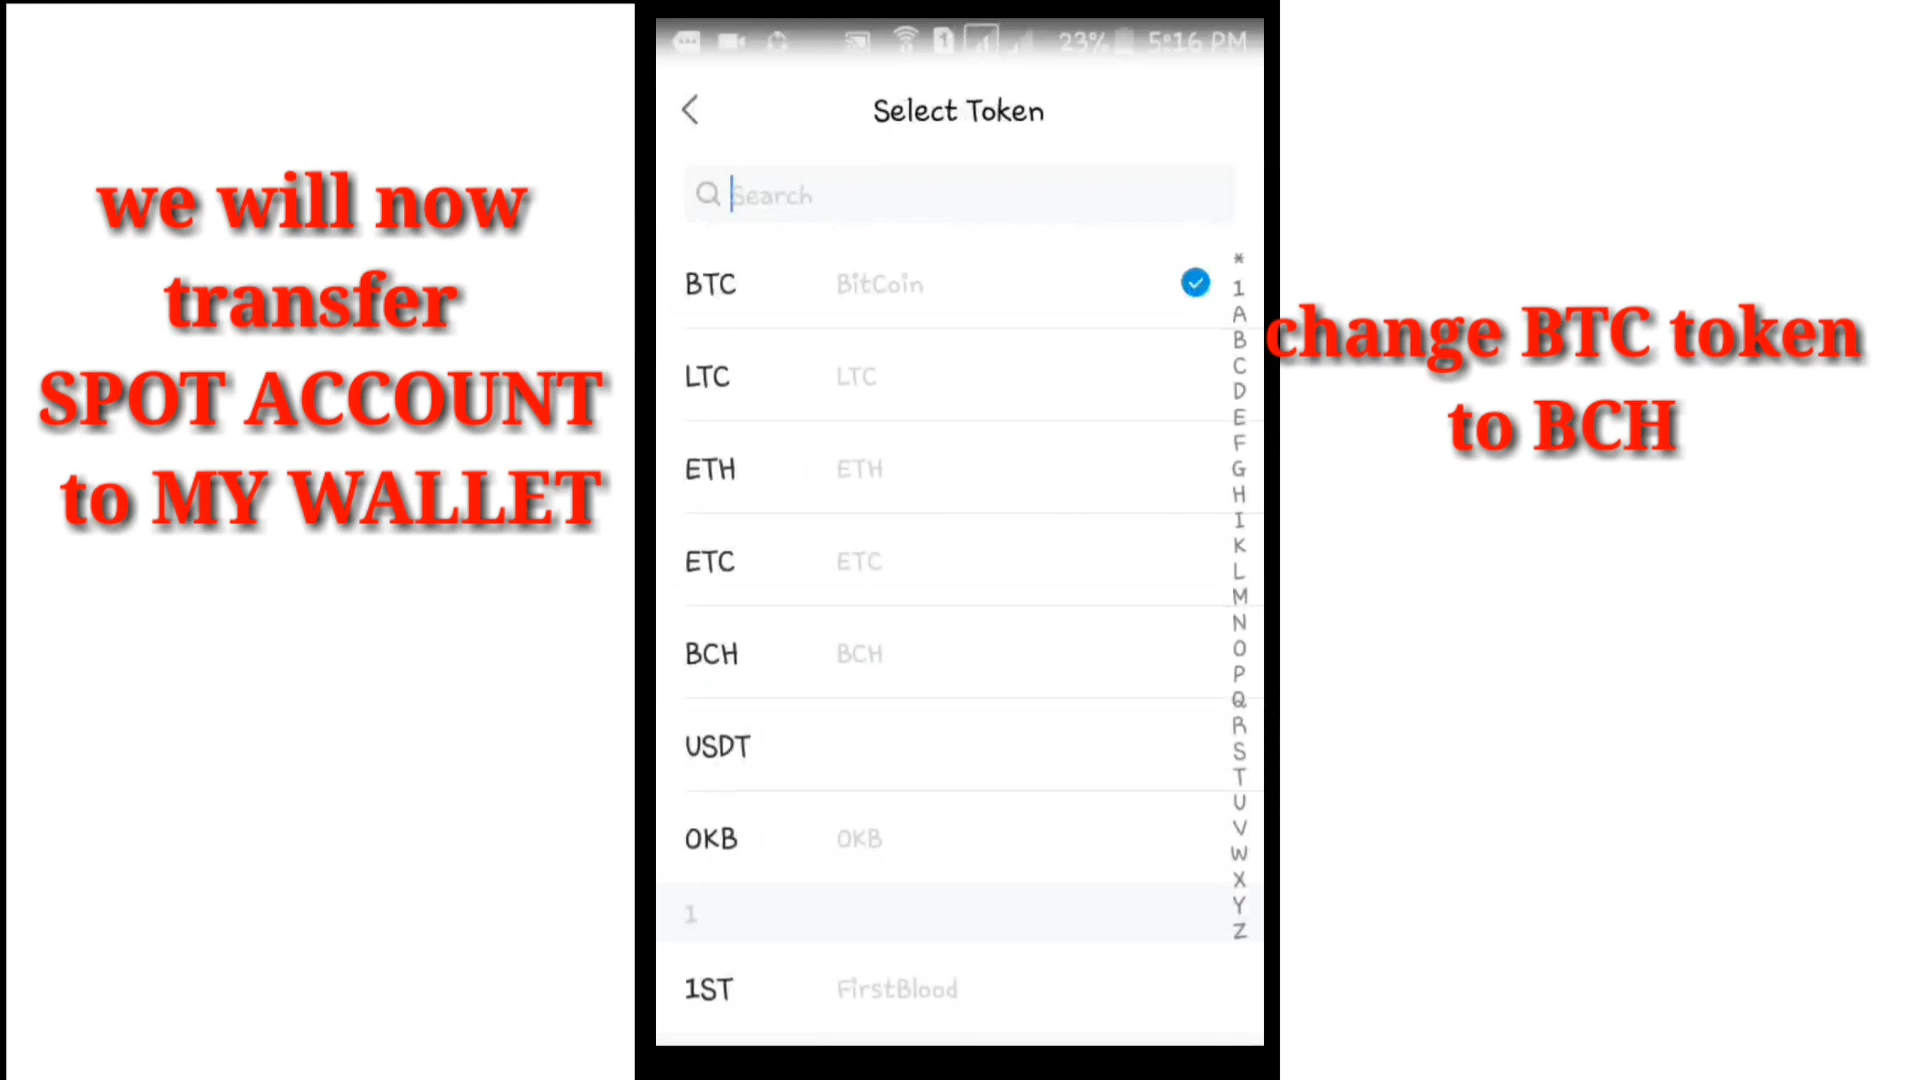 we will now
transfer
SPOT ACCOUNT
to MY WALLET
1
23%
5:16 PM
Select Token
Search
BTC BitCoin
LTC LTC
ETH ETH
ETC ETC
BCH BCH
USDT
OKB OKB
1
1ST FirstBlood
*
1
A
B
C
D
E
F
G
H
I
K
L
M
N
O
P
Q
R
S
T
U
V
W
X
Y
Z
change BTC token
to BCH